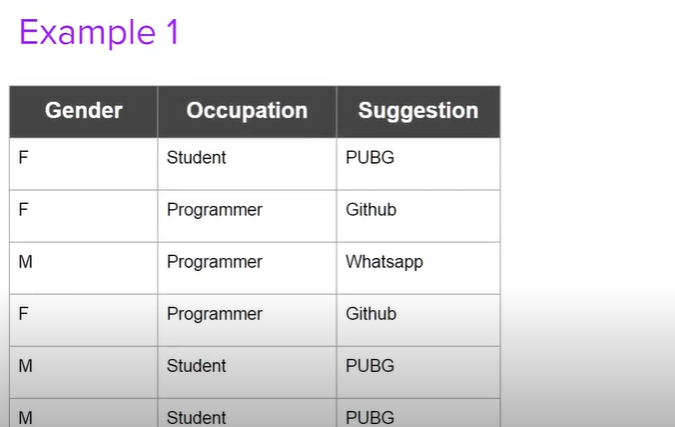 Example 1
Gender Occupation Suggestion
F Student PUBG
F Programmer Github
M Programmer Whatsapp
F Programmer Github
M Student PUBG
M Student PUBG